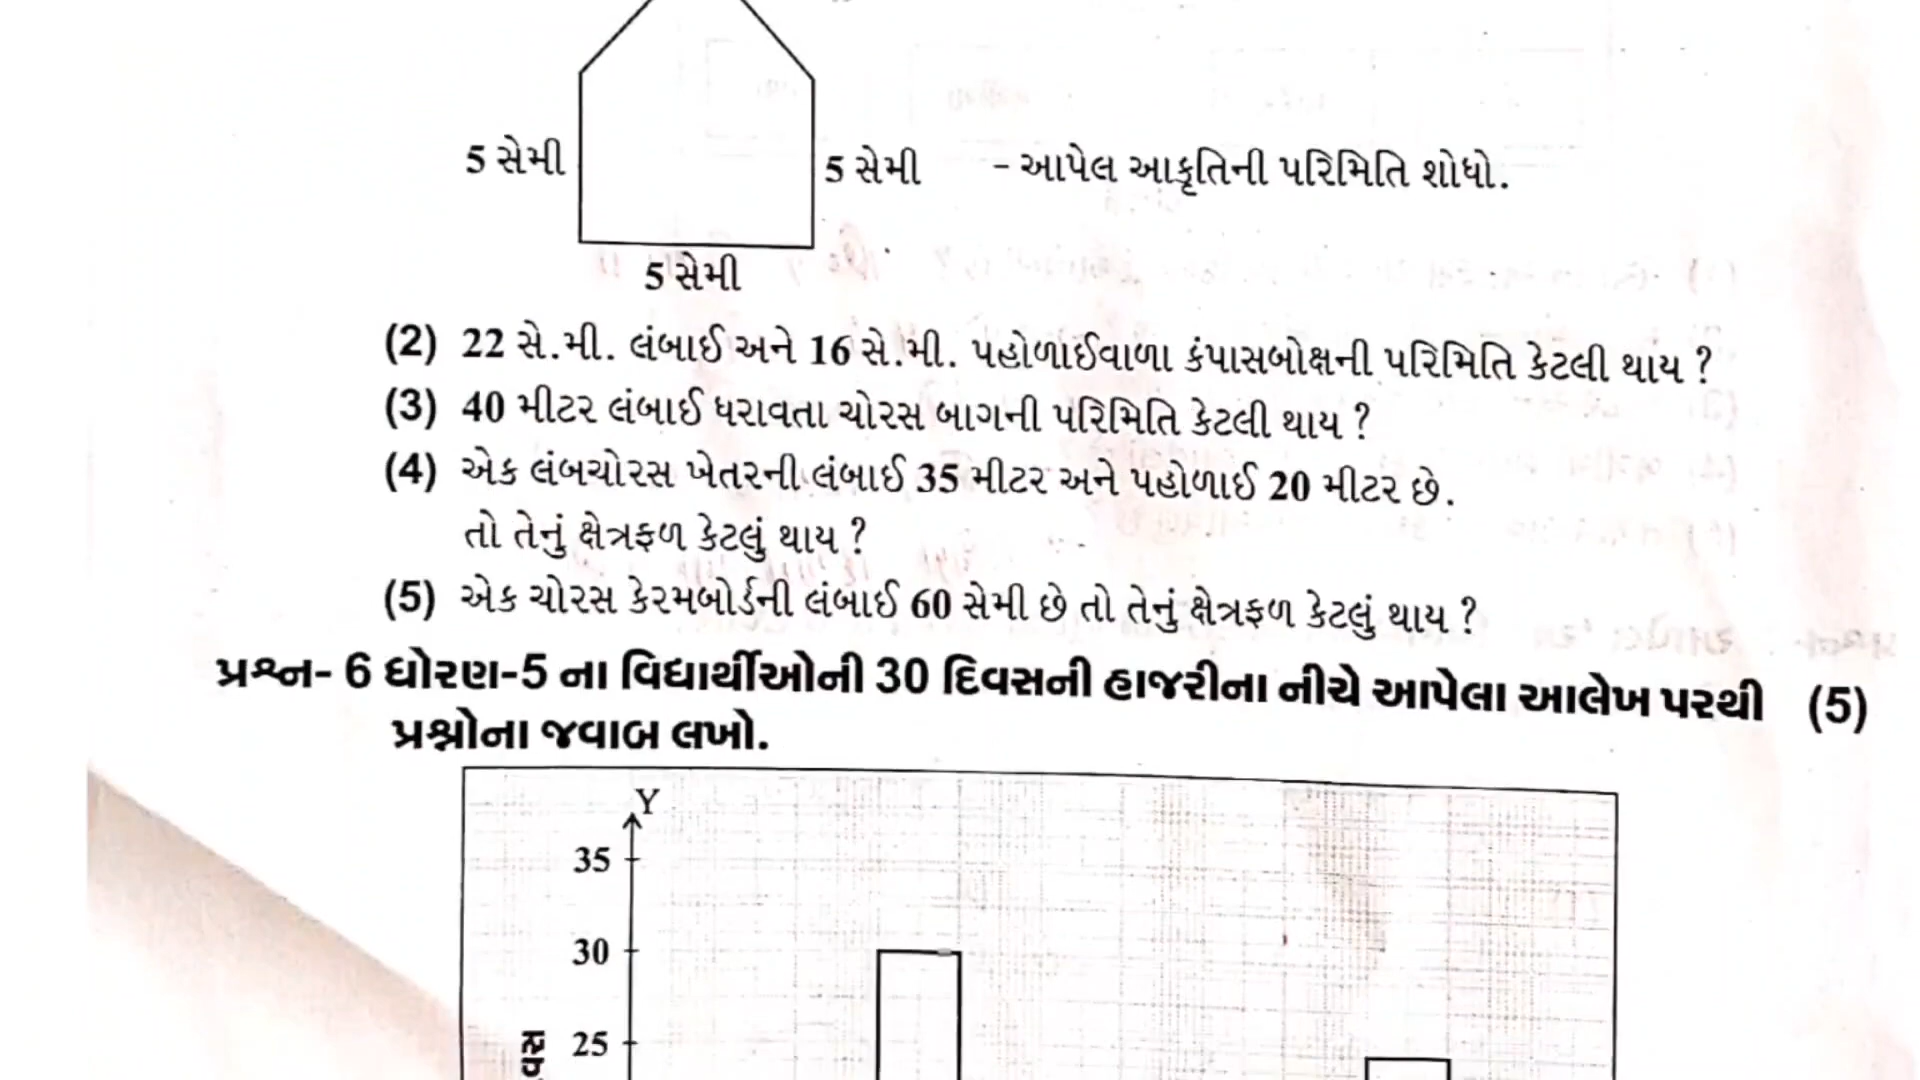 5 સેમી
5 સેમી
- આપેલ આકૃતિની પરિમિતિ શોધો.
5 સેમી
(2) 22 સે.મી. લંબાઈ અને 16 સે.મી. પહોળાઈવાળા કંપાસબોક્ષની પરિમિતિ કેટલી થાય ?
(3) 40 મીટર લંબાઈ ધરાવતા ચોરસ બાગની પરિમિતિ કેટલી થાય ?
(4) એક લંબચોરસ ખેતરની લંબાઈ 35 મીટર અને પહોળાઈ 20 મીટર છે.
તો તેનું ક્ષેત્રફળ કેટલું થાય ?
(5) એક ચોરસ કેરમબોર્ડની લંબાઈ 60 સેમી છે તો તેનું ક્ષેત્રફળ કેટલું થાય ?
પ્રશ્ન- 6 ધોરણ-5 ના વિદ્યાર્થીઓની 30 દિવસની હાજરીના નીચે આપેલા આલેખ પરથી (5)
પ્રશ્નોના જવાબ લખો.
Y
35
30
25